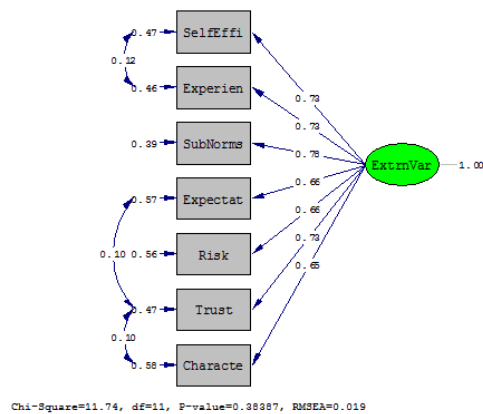 0.47 SelfEffi
0.12
0.73
0.46 Experien
0.73
0.39 SubNorms
0.78
ExtrnVar 1.00
0.57 Expectat
0.66
0.10 0.56 Risk
0.66
0.73
0.47 Trust
0.65
0.10
0.58 Characte
Chi-Square=11.74, df=11, P-value=0.38387, RMSEA=0.019